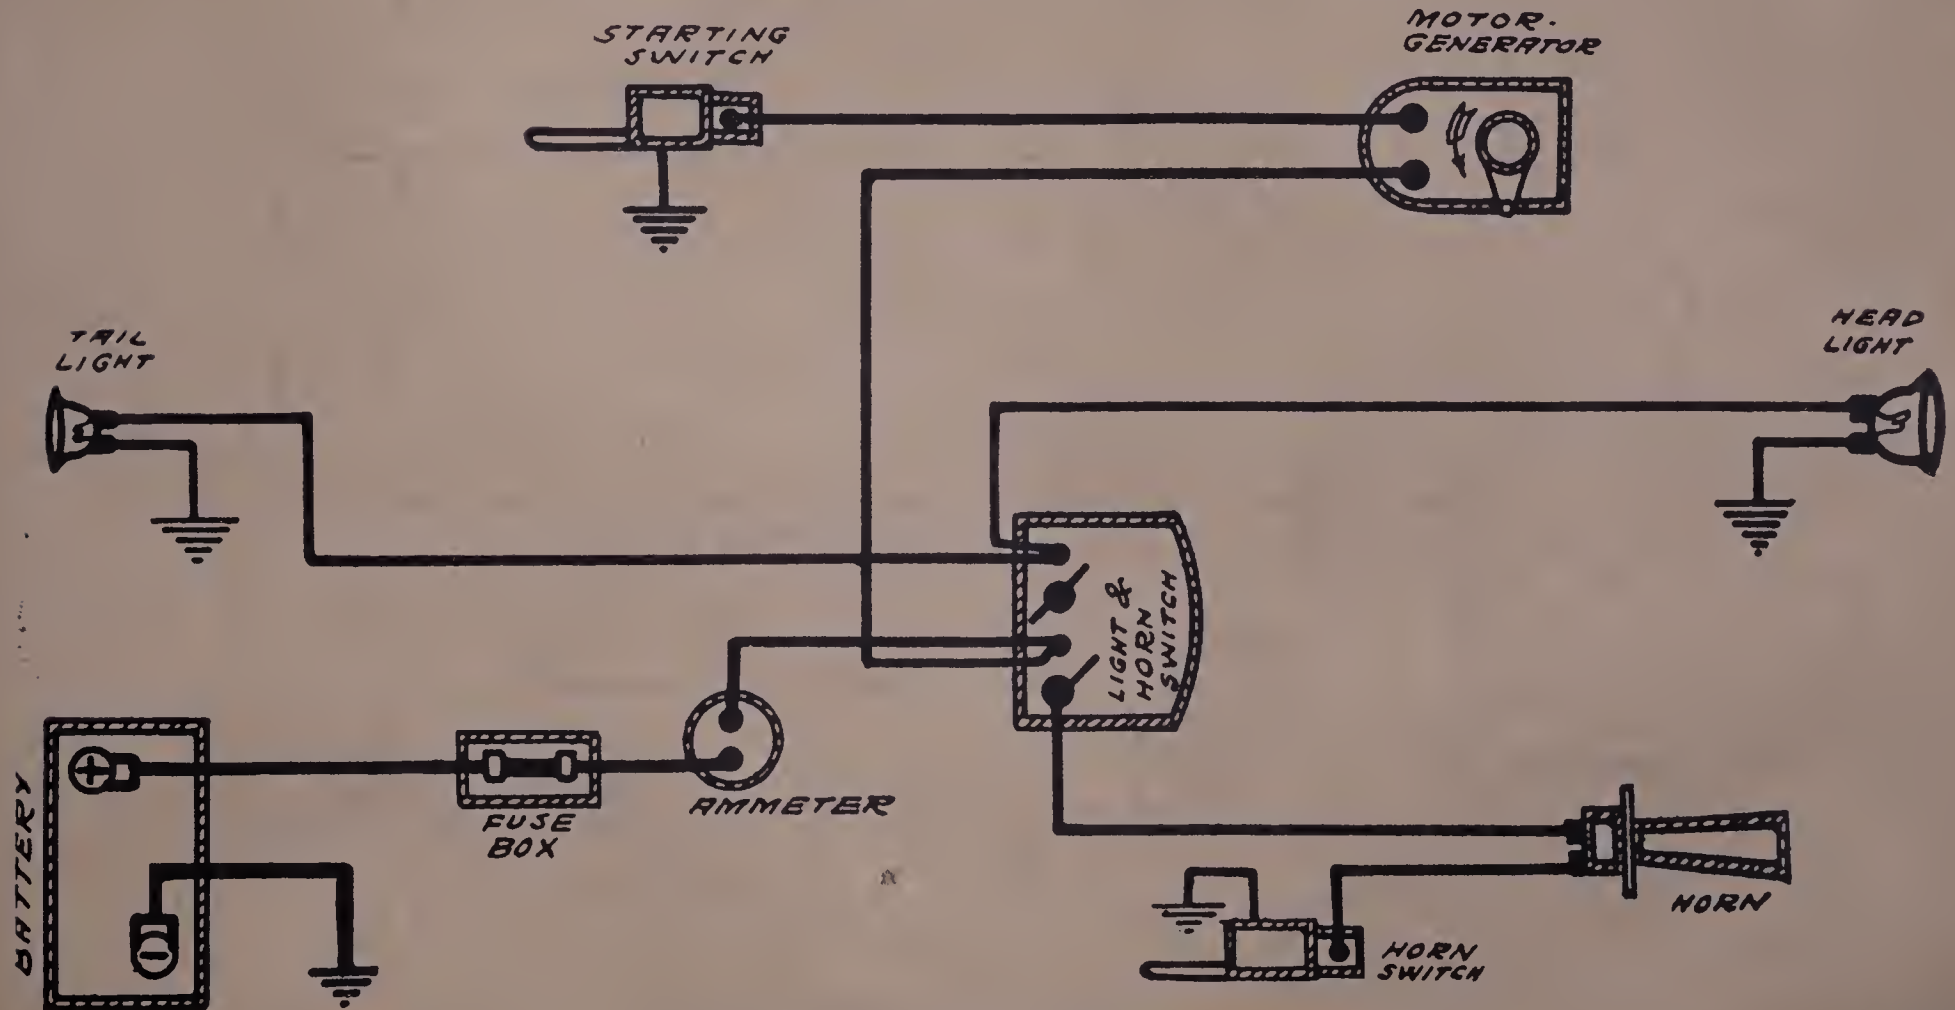 STARTING
SWITCH
MOTOR-
GENERATOR
TAIL
LIGHT
HEAD
LIGHT
LIGHT &
HORN
SWITCH
BATTERY
+
FUSE
BOX
AMMETER
HORN
−
HORN
SWITCH